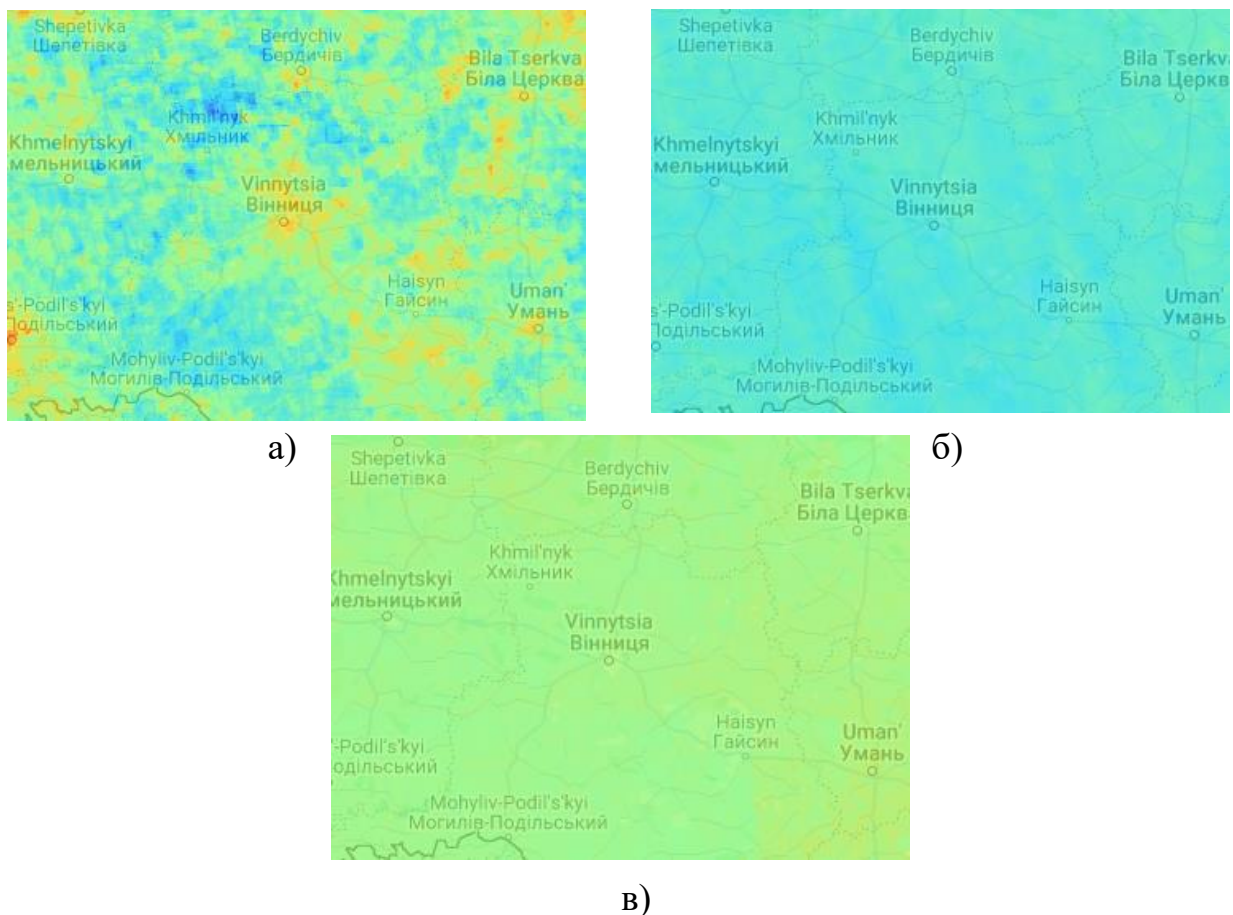 Shepetivka
Шепетівка
Berdychiv
Бердичів
Bila Tserkva
Біла Церква
Khmil'nyk
Хмільник
Khmelnytskyi
мельницький
Vinnytsia
Вінниця
Haisyn
Гайсин
Uman'
Умань
s'-Podil's'kyi
Подільський
Mohyliv-Podil's'kyi
Могилів-Подільський
а)
Shepetivka
Шепетівка
Berdychiv
Бердичів
Bila Tserkva
Біла Церкв
Khmil'nyk
Хмільник
Khmelnytskyi
мельницький
Vinnytsia
Вінниця
Haisyn
Гайсин
Uman'
Умань
s'-Podil's'kyi
Подільський
Mohyliv-Podil's'kyi
Могилів-Подільський
б)
Shepetivka
Шепетівка
Berdychiv
Бердичів
Bila Tserkva
Біла Церкв
Khmil'nyk
Хмільник
Khmelnytskyi
мельницький
Vinnytsia
Вінниця
Haisyn
Гайсин
Uman'
Умань
'-Podil's'kyi
одільський
Mohyliv-Podil's'kyi
Могилів-Подільський
в)